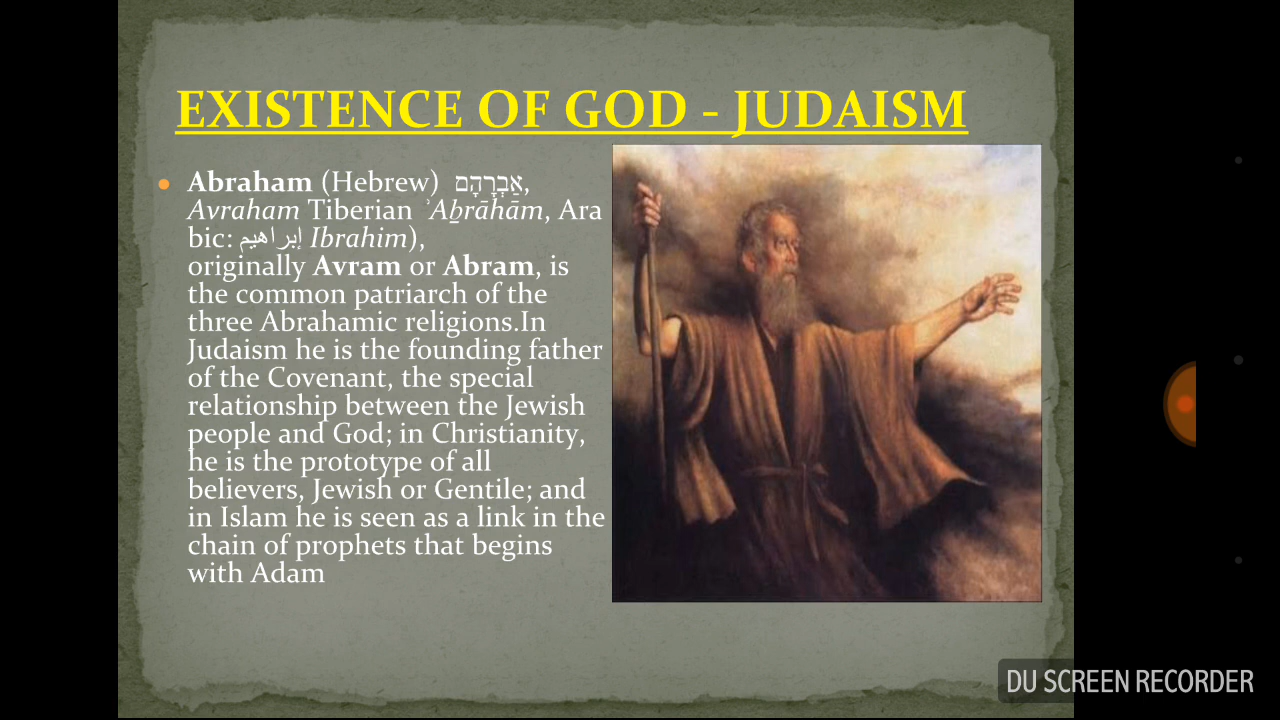 EXISTENCE OF GOD - JUDAISM
• Abraham (Hebrew) אַבְרָהָם,
Avraham Tiberian ʾAḇrāhām, Ara
bic: إبراهيم Ibrahim),
originally Avram or Abram, is
the common patriarch of the
three Abrahamic religions.In
Judaism he is the founding father
of the Covenant, the special
relationship between the Jewish
people and God; in Christianity,
he is the prototype of all
believers, Jewish or Gentile; and
in Islam he is seen as a link in the
chain of prophets that begins
with Adam
DU SCREEN RECORDER